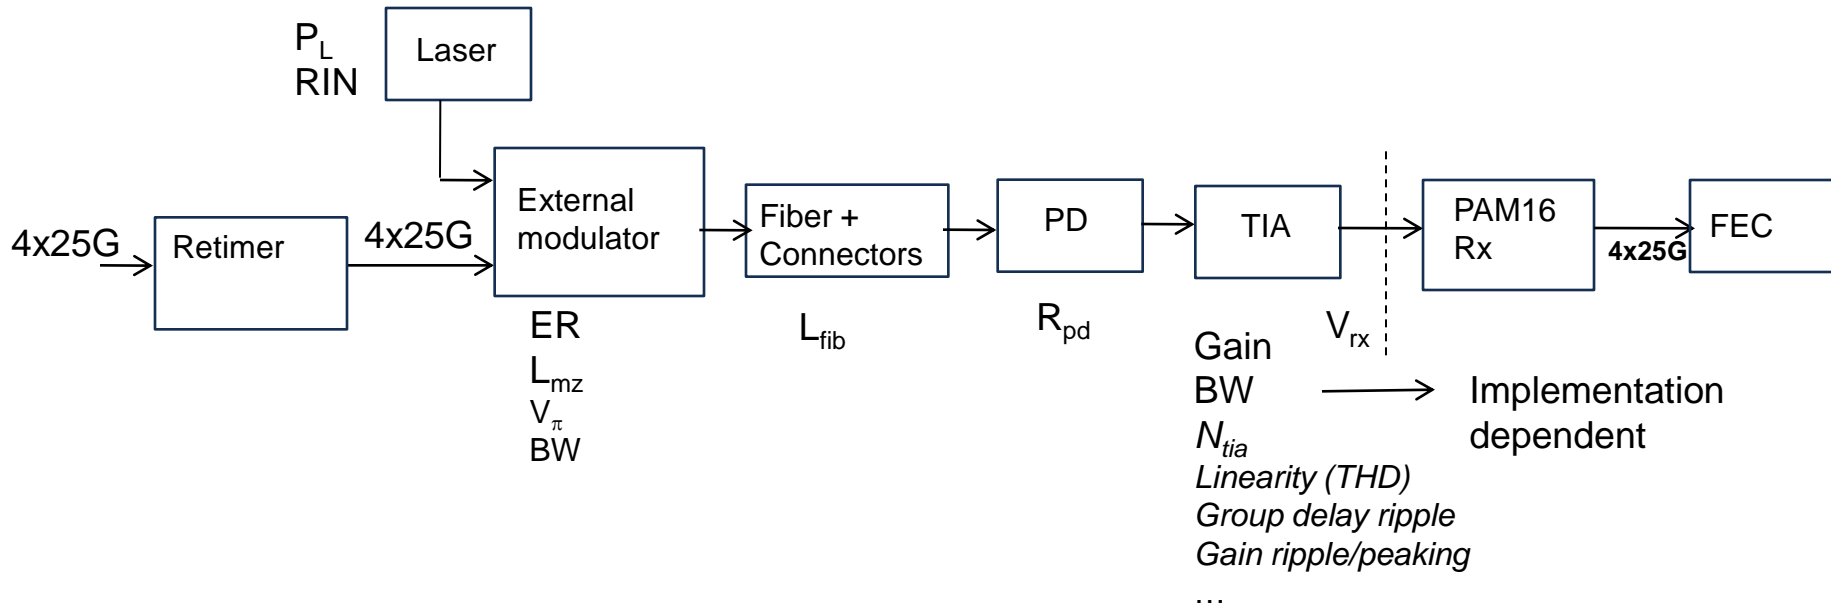 P_L
RIN
Laser
4x25G
Retimer
4x25G
External
modulator
Fiber +
Connectors
PD
TIA
PAM16
Rx
4x25G
FEC
ER
L_mz
V_π
BW
L_fib
R_pd
Gain
BW
N_tia
Linearity (THD)
Group delay ripple
Gain ripple/peaking
...
V_rx
Implementation
dependent